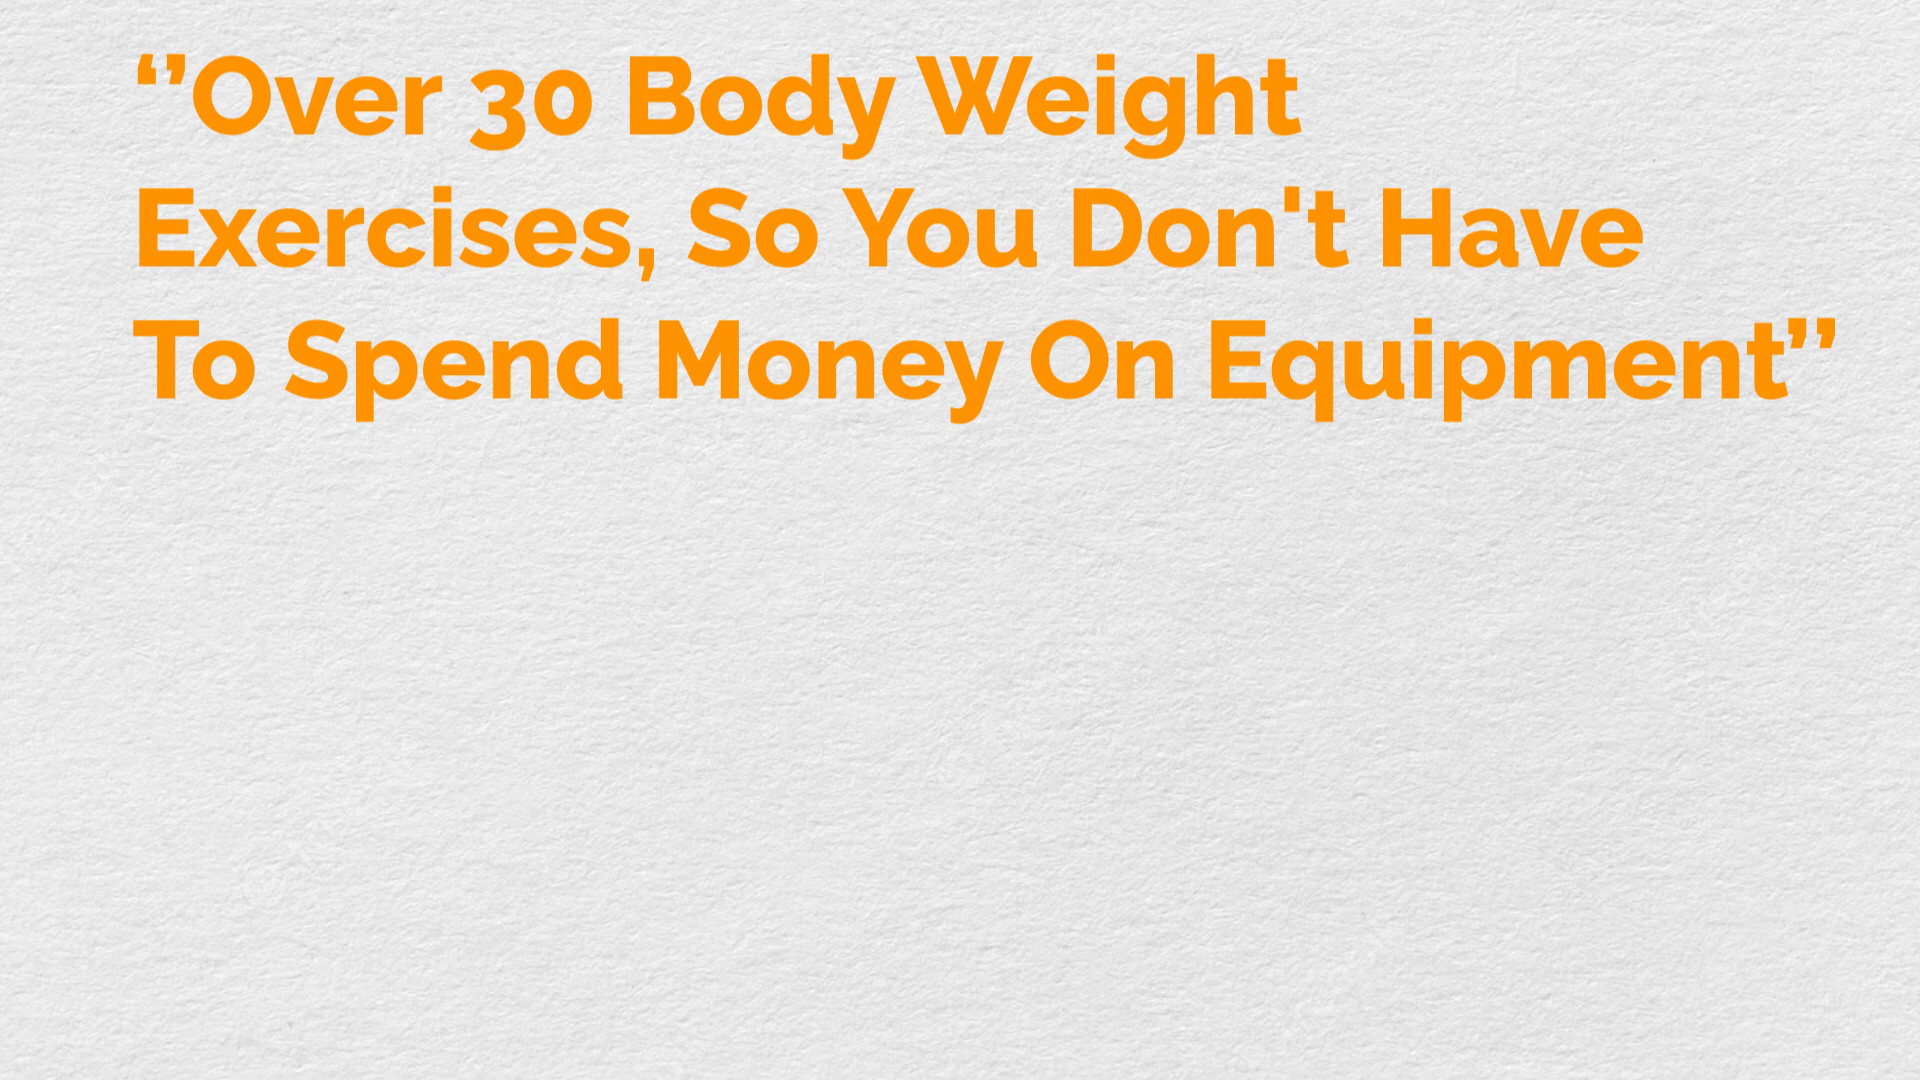 ‘’Over 30 Body Weight
Exercises, So You Don't Have
To Spend Money On Equipment’’